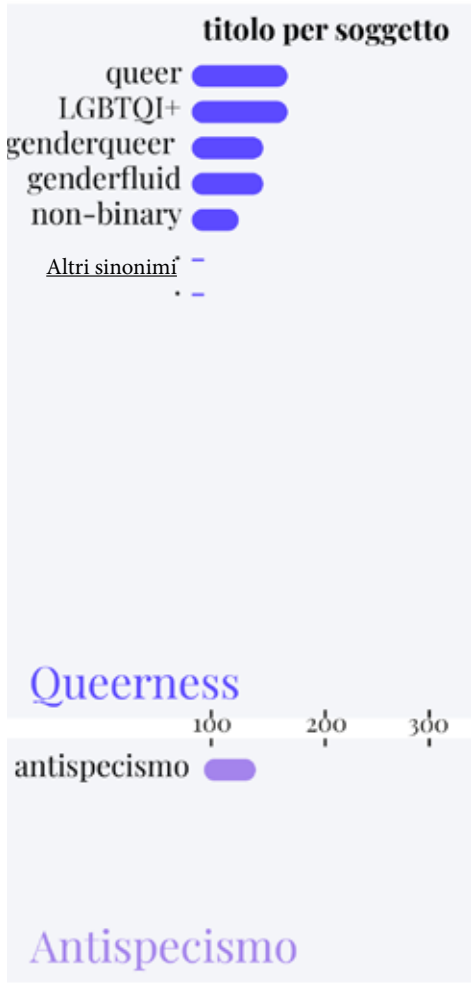 titolo per soggetto
queer
LGBTQI+
genderqueer
genderfluid
non-binary
Altri sinonimi
Queerness
100 200 300
antispecismo
Antispecismo